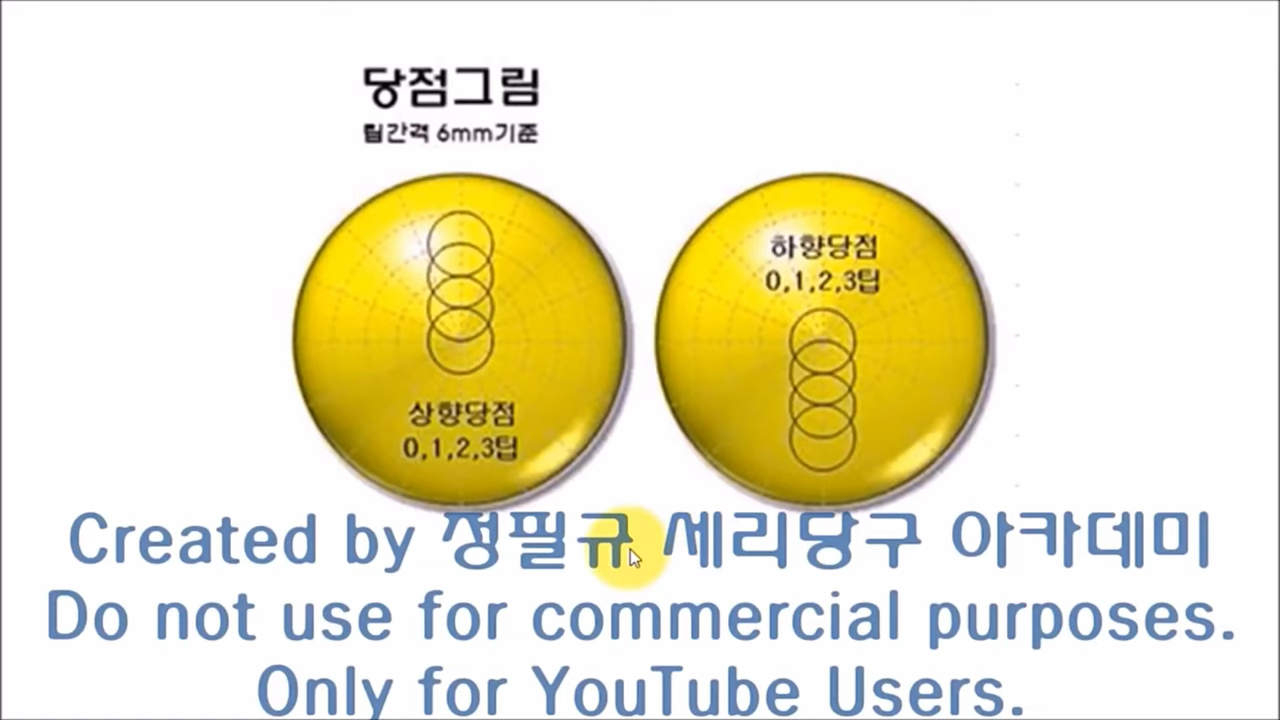 당점그림
팁간격 6mm기준
하향당점
0,1,2,3팁
상향당점
0,1,2,3팁
Created by 정필규 세리당구 아카데미
Do not use for commercial purposes.
Only for YouTube Users.